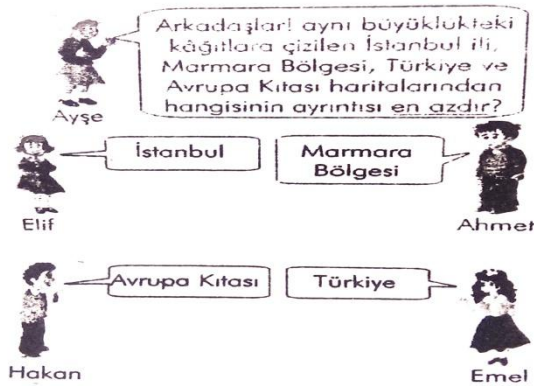 Arkadaşlar! aynı büyüklükteki
kâğıtlara çizilen İstanbul ili,
Marmara Bölgesi, Türkiye ve
Avrupa Kıtası haritalarından
hangisinin ayrıntısı en azdır?
Ayşe
İstanbul
Marmara
Bölgesi
Elif
Ahmet
Avrupa Kıtası
Türkiye
Hakan
Emel